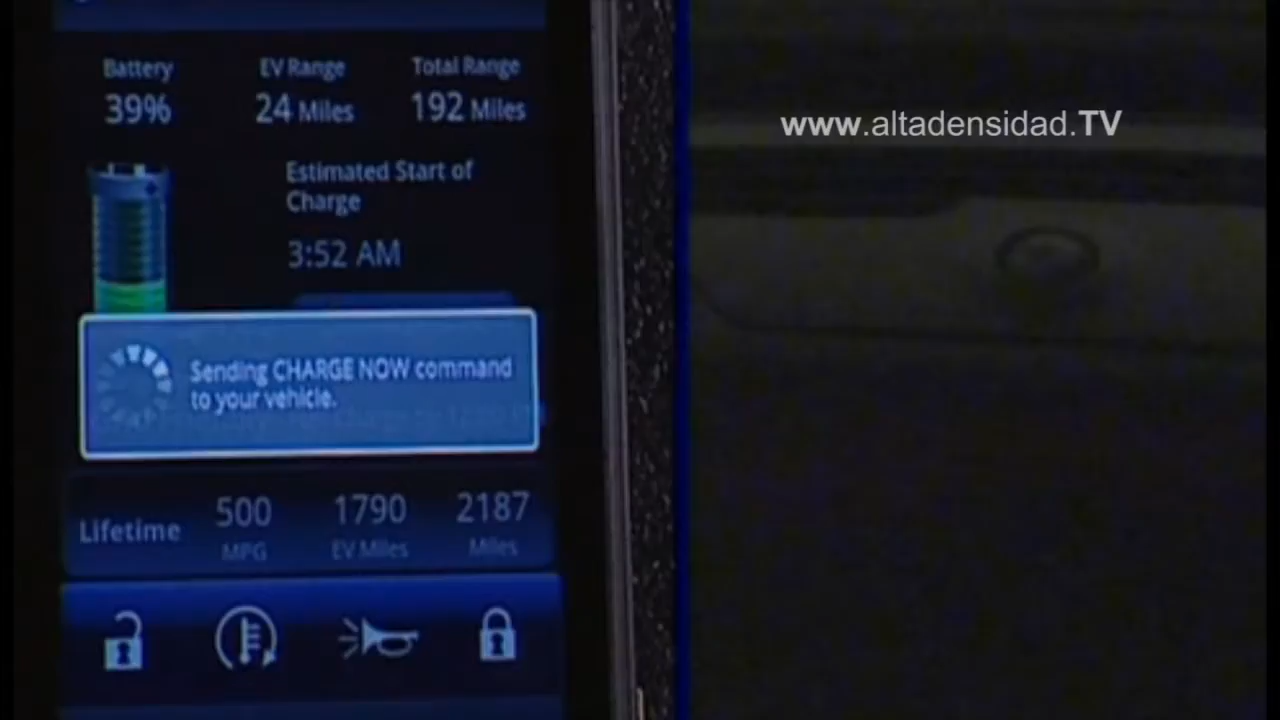 Battery EV Range Total Range
39% 24 Miles 192 Miles
Estimated Start of
Charge
3:52 AM
Sending CHARGE NOW command
to your vehicle.
Lifetime 500 1790 2187
MPG EV Miles Miles
www.altadensidad.TV